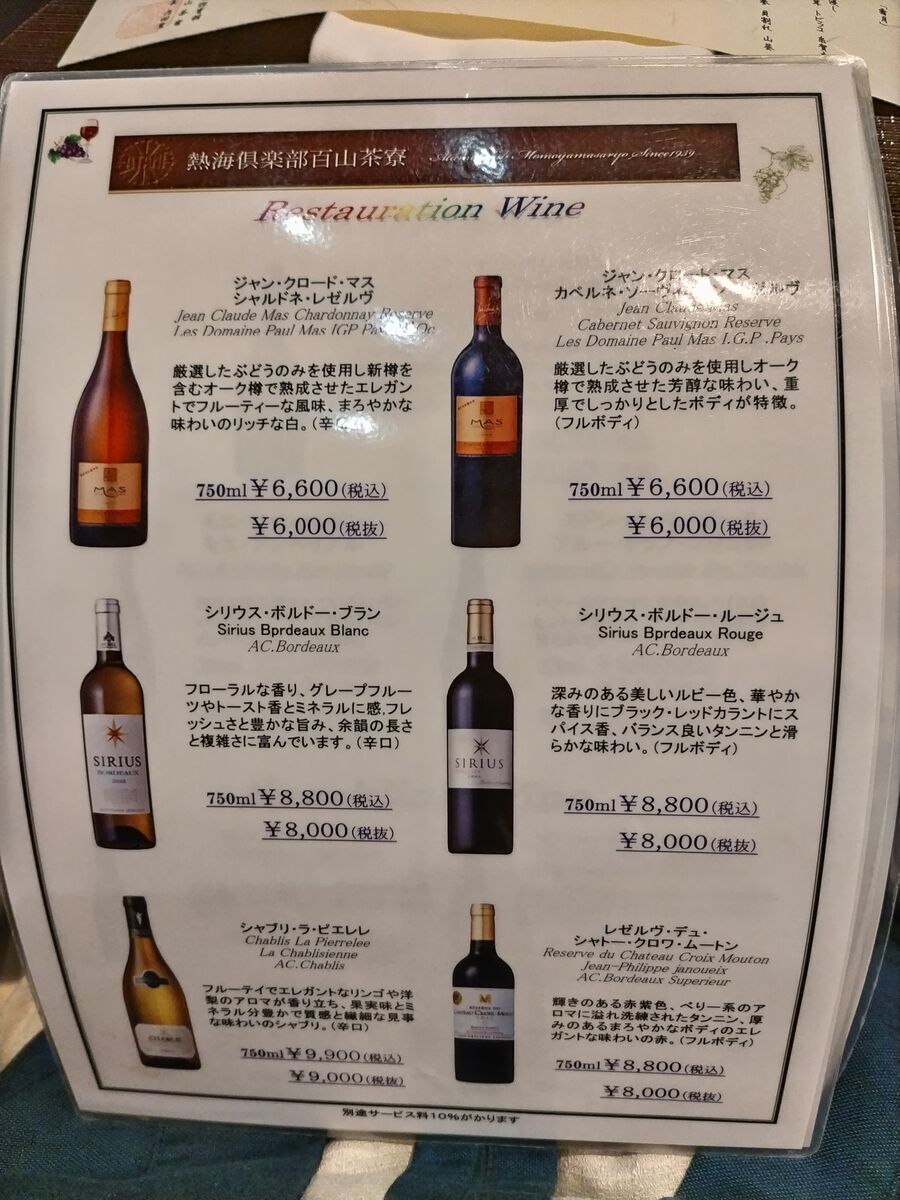 熱海倶楽部百山茶寮 Momoyamasaryo Since1939
Restauration Wine
ジャン・クロード・マス
シャルドネ・レゼルヴ
Jean Claude Mas Chardonnay Reserve
Les Domaine Paul Mas IGP Pays d'Oc
厳選したぶどうのみを使用し新樽を
含むオーク樽で熟成させたエレガン
トでフルーティーな風味、まろやかな
味わいのリッチな白。(辛口)
750ml¥6,600(税込)
¥6,000(税抜)
ジャン・クロード・マス
カベルネ・ソーヴィ
Jean Claude Mas
Cabernet Sauvignon Reserve
Les Domaine Paul Mas I.G.P .Pays
厳選したぶどうのみを使用しオーク
樽で熟成させた芳醇な味わい、重
厚でしっかりとしたボディが特徴。
(フルボディ)
750ml¥6,600(税込)
¥6,000(税抜)
RESERVE
MAS
RESERVE
MAS
シリウス・ボルドー・ブラン
Sirius Bprdeaux Blanc
AC.Bordeaux
フローラルな香り、グレープフルー
ツやトースト香とミネラルに感,フレ
ッシュさと豊かな旨み、余韻の長さ
と複雑さに富んでいます。(辛口)
750ml¥8,800(税込)
¥8,000(税抜)
シリウス・ボルドー・ルージュ
Sirius Bprdeaux Rouge
AC.Bordeaux
深みのある美しいルビー色、華やか
な香りにブラック・レッドカラントにス
パイス香、バランス良いタンニンと滑
らかな味わい。(フルボディ)
750ml¥8,800(税込)
¥8,000(税抜)
SIRIUS
BORDEAUX
SIRIUS
シャブリ・ラ・ピエレレ
Chablis La Pierrelee
La Chablisienne
AC.Chablis
フルーテイでエレガントなリンゴや洋
梨のアロマが香り立ち、果実味とミ
ネラル分豊かで質感と繊細な見事
な味わいのシャブリ。(辛口)
750ml¥9,900(税込)
¥9,000(税抜)
レゼルヴ・デュ・
シャトー・クロワ・ムートン
Reserve du Chateau Croix Mouton
Jean-Philippe janoueix
AC.Bordeaux Superieur
輝きのある赤紫色、べリー系のア
ロマに溢れ洗練されたタンニン、厚
みのあるまろやかなボディのエレ
ガントな味わいの赤。(フルボディ)
750ml¥8,800(税込)
¥8,000(税抜)
CHABLIS
別途サービス料10%がかります